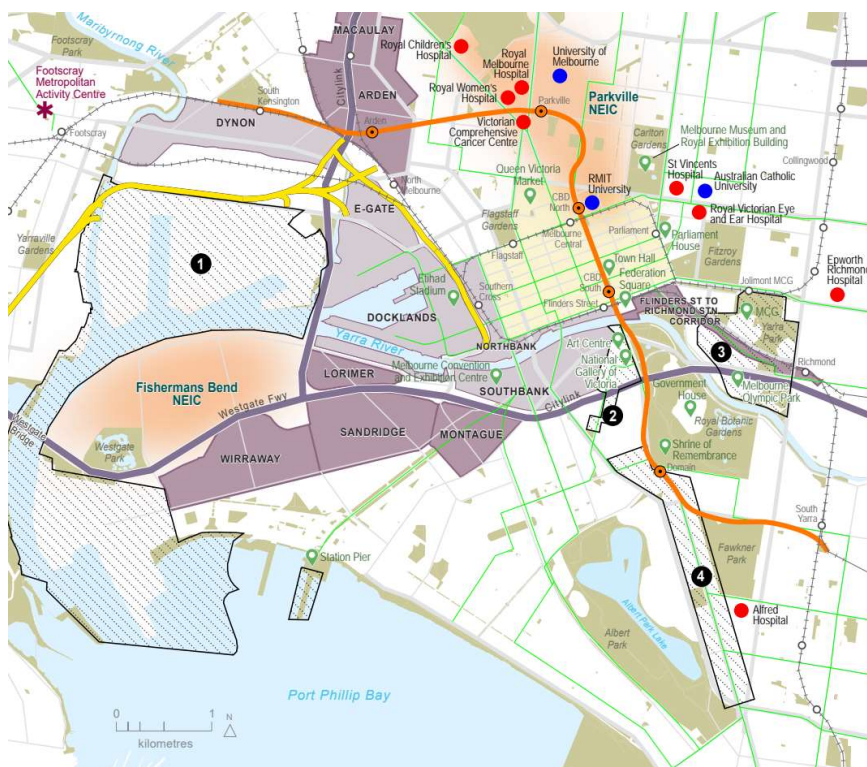 Maribyrnong River
Footscray
Park
MACAULAY
Royal Children's
Hospital
Royal
Melbourne
Hospital
University of
Melbourne
Footscray
Metropolitan
Activity Centre
South
Kensington
Citylink
ARDEN
Royal Women's
Hospital
Parkville
Parkville
NEIC
DYNON
Arden
Victorian
Comprehensive
Cancer Centre
Carlton
Gardens
Melbourne Museum and
Royal Exhibition Building
Footscray
Collingwood
St Vincents
Hospital
Australian Catholic
University
North
Melbourne
Queen Victoria
Market
RMIT
University
CBD
North
Royal Victorian Eye
and Ear Hospital
E-GATE
Flagstaff
Gardens
Melbourne
Central
Parliament
Parliament
House
Yarraville
Gardens
1
Flagstaff
Fitzroy
Gardens
Town Hall
Federation
Square
Epworth
Richmond
Hospital
Etihad
Stadium
Southern
Cross
CBD
South
Jolimont MCG
Flinders Street
FLINDERS ST TO
RICHMOND STN
CORRIDOR
MCG
Yarra
Park
DOCKLANDS
Yarra River
NORTHBANK
Art Centre
3
Richmond
Fishermans Bend
NEIC
LORIMER
Melbourne Convention
and Exhibition Centre
National
Gallery of
Victoria
Melbourne
Olympic Park
SOUTHBANK
Government
House
Westgate Fwy
Citylink
2
Royal Botanic
Gardens
Westgate
Bridge
Westgate
Park
SANDRIDGE
MONTAGUE
WIRRAWAY
Shrine of
Remembrance
Domain
South
Yarra
Station Pier
Fawkner
Park
4
Albert Park Lake
Albert
Park
Alfred
Hospital
Port Phillip Bay
0 1
kilometres
N